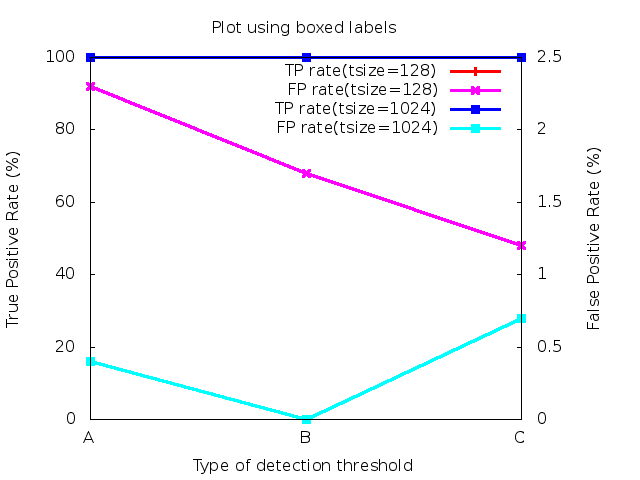 Plot using boxed labels
100
80
60
40
20
0
2.5
2
1.5
1
0.5
0
True Positive Rate (%)
False Positive Rate (%)
TP rate(tsize=128)
FP rate(tsize=128)
TP rate(tsize=1024)
FP rate(tsize=1024)
A B C
Type of detection threshold